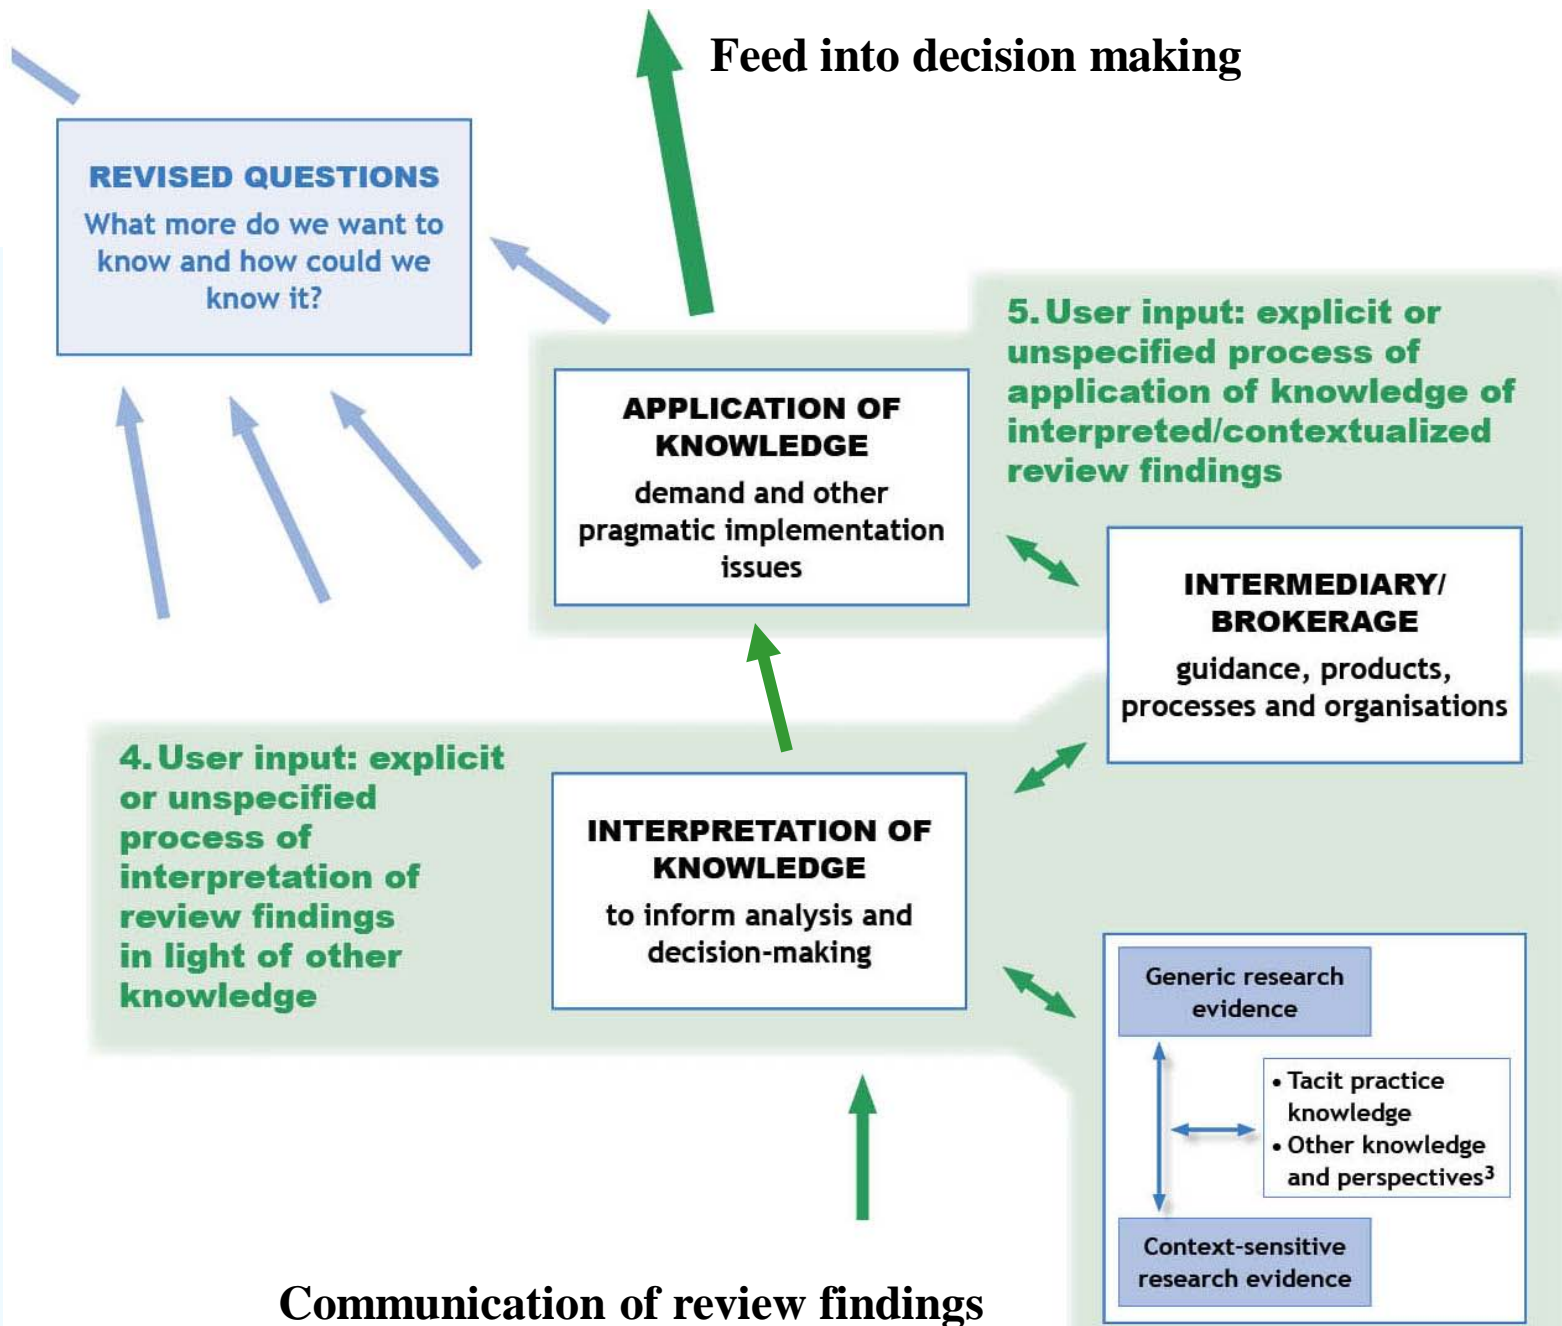 Feed into decision making
REVISED QUESTIONS
What more do we want to
know and how could we
know it?
5. User input: explicit or
unspecified process of
application of knowledge of
interpreted/contextualized
review findings
APPLICATION OF
KNOWLEDGE
demand and other
pragmatic implementation
issues
INTERMEDIARY/
BROKERAGE
guidance, products,
processes and organisations
4. User input: explicit
or unspecified
process of
interpretation of
review findings
in light of other
knowledge
INTERPRETATION OF
KNOWLEDGE
to inform analysis and
decision-making
Generic research
evidence
• Tacit practice
knowledge
• Other knowledge
and perspectives³
Context-sensitive
research evidence
Communication of review findings